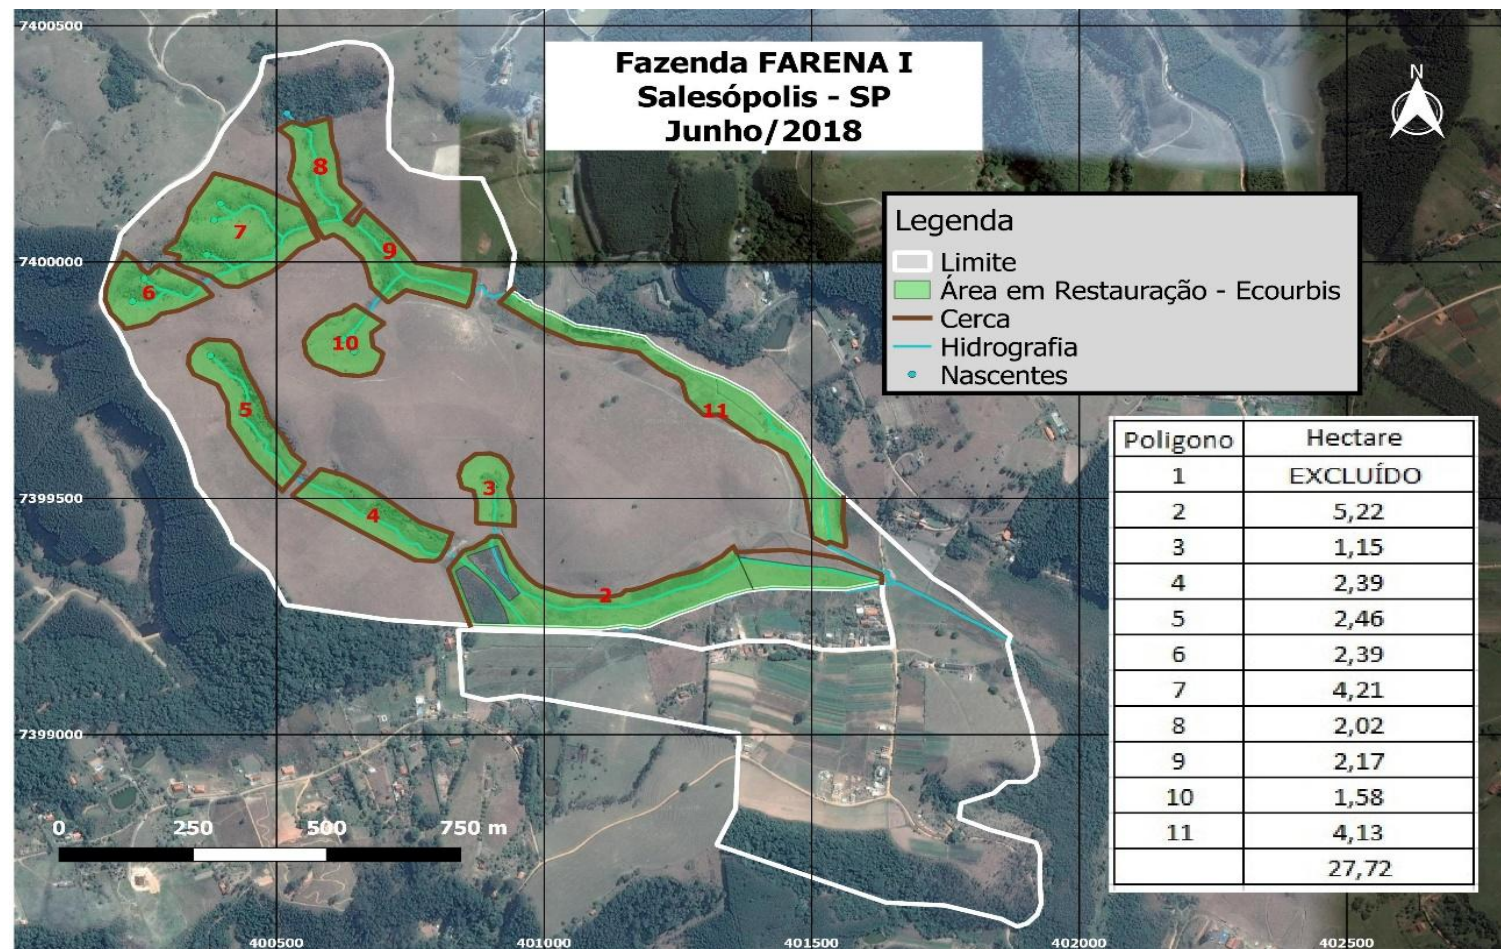 7400500
Fazenda FARENA I
Salesópolis - SP
Junho/2018
N
8
7
9
7400000
6
10
5
11
3
7399500
4
2
7399000
0 250 500 750 m
400500 401000 401500 402000 402500
Legenda
Limite
Área em Restauração - Ecourbis
Cerca
Hidrografia
Nascentes
Poligono Hectare
1 EXCLUÍDO
2 5,22
3 1,15
4 2,39
5 2,46
6 2,39
7 4,21
8 2,02
9 2,17
10 1,58
11 4,13
27,72